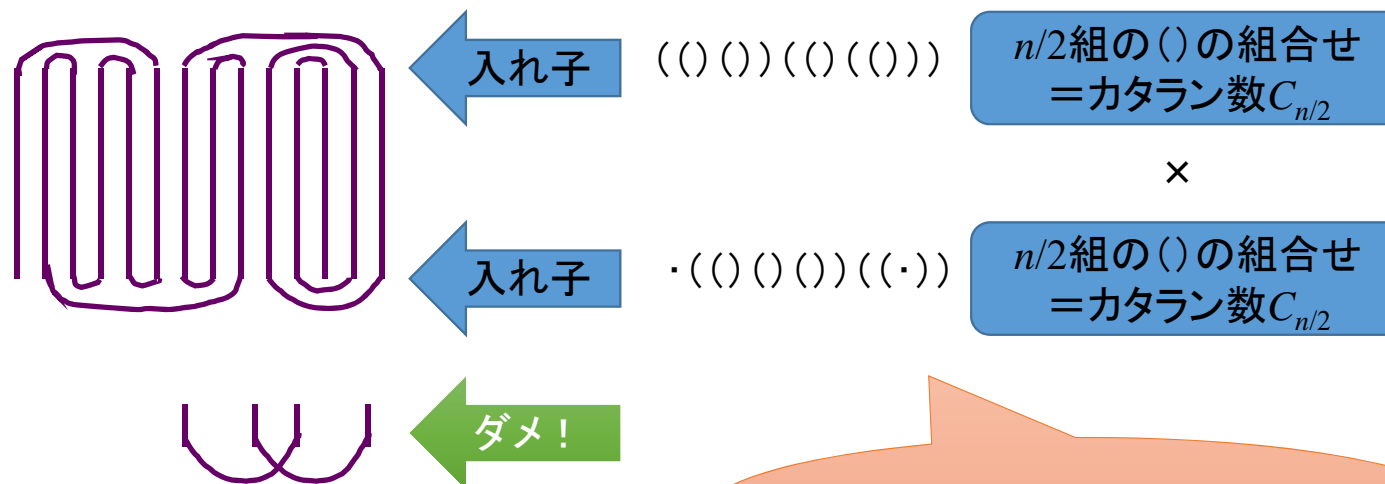 入れ子
(()())(()(()))
n/2組の()の組合せ
=カタラン数C_{n/2}
×
入れ子
・(()()())((・))
n/2組の()の組合せ
=カタラン数C_{n/2}
ダメ！